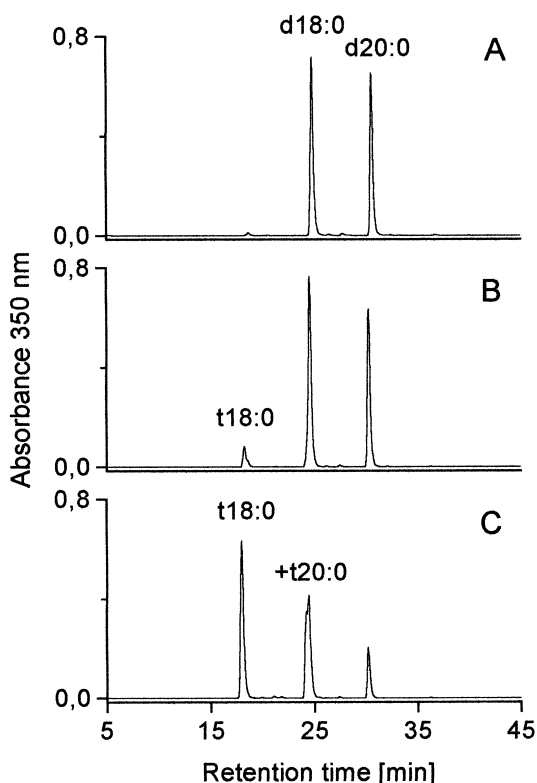 0,8
d18:0
d20:0
A
0,0
0,8
B
t18:0
0,0
Absorbance 350 nm
0,8
t18:0
C
+t20:0
0,0
5 15 25 35 45
Retention time [min]